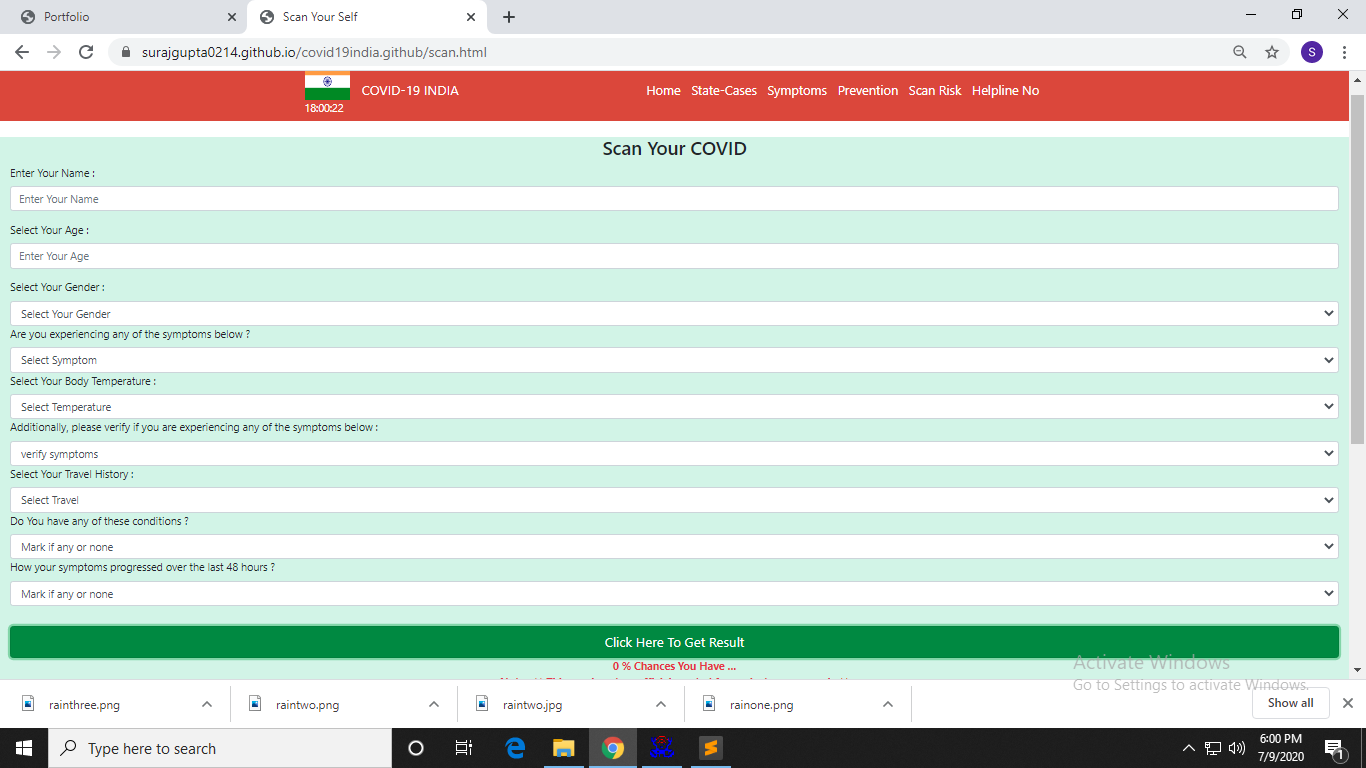 Portfolio
Scan Your Self
surajgupta0214.github.io/covid19india.github/scan.html
S
COVID-19 INDIA
Home State-Cases Symptoms Prevention Scan Risk Helpline No
18:00:22
Scan Your COVID
Enter Your Name :
Enter Your Name
Select Your Age :
Enter Your Age
Select Your Gender :
Select Your Gender
Are you experiencing any of the symptoms below ?
Select Symptom
Select Your Body Temperature :
Select Temperature
Additionally, please verify if you are experiencing any of the symptoms below :
verify symptoms
Select Your Travel History :
Select Travel
Do You have any of these conditions ?
Mark if any or none
How your symptoms progressed over the last 48 hours ?
Mark if any or none
Click Here To Get Result
0 % Chances You Have ...
Activate Windows
Go to Settings to activate Windows.
rainthree.png
raintwo.png
raintwo.jpg
rainone.png
Show all
Type here to search
6:00 PM
7/9/2020
1